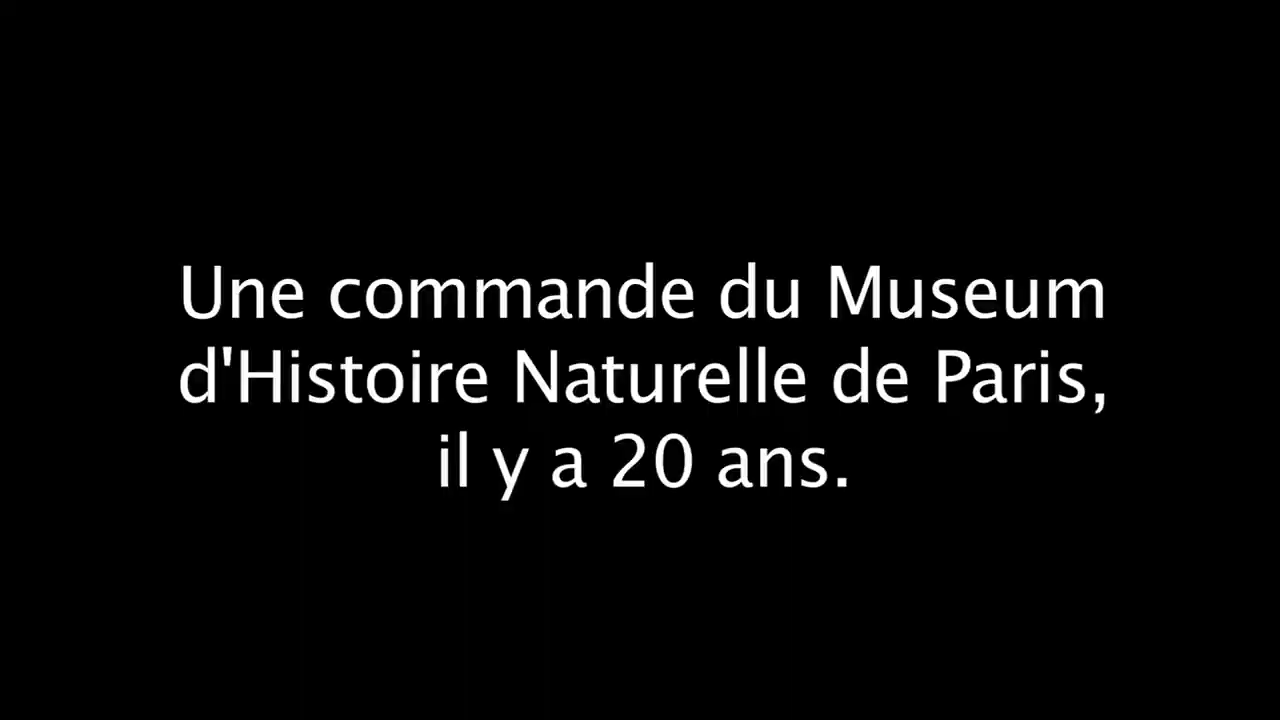 Une commande du Museum
d'Histoire Naturelle de Paris,
il y a 20 ans.